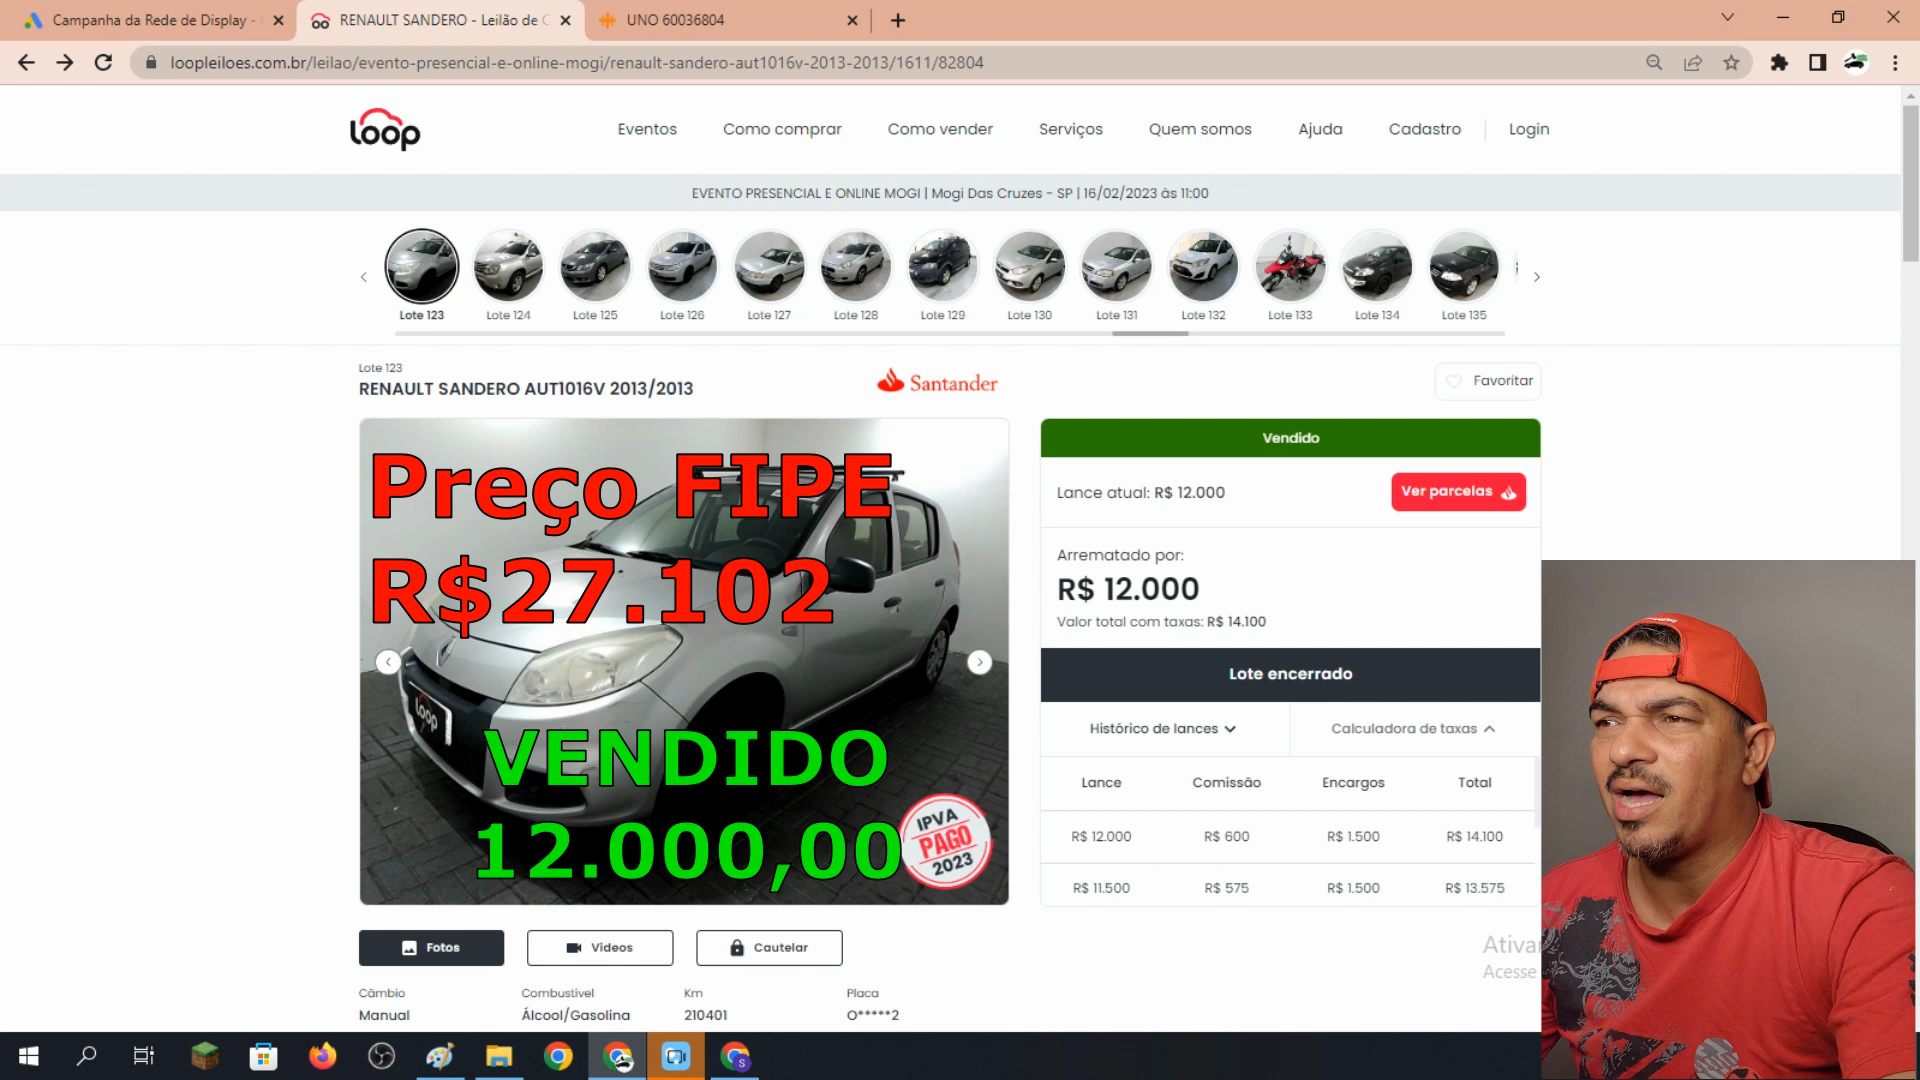 Campanha da Rede de Display -
RENAULT SANDERO - Leilão de C
UNO 60036804
loopleiloes.com.br/leilao/evento-presencial-e-online-mogi/renault-sandero-aut1016v-2013-2013/1611/82804
loop
Eventos
Como comprar
Como vender
Serviços
Quem somos
Ajuda
Cadastro
Login
EVENTO PRESENCIAL E ONLINE MOGI | Mogi Das Cruzes - SP | 16/02/2023 às 11:00
Lote 123
Lote 124
Lote 125
Lote 126
Lote 127
Lote 128
Lote 129
Lote 130
Lote 131
Lote 132
Lote 133
Lote 134
Lote 135
Lote 123
RENAULT SANDERO AUT1016V 2013/2013
Santander
Favoritar
Preço FIPE
R$27.102
loop
VENDIDO
12.000,00
IPVA
PAGO
2023
Vendido
Lance atual: R$ 12.000
Ver parcelas
Arrematado por:
R$ 12.000
Valor total com taxas: R$ 14.100
Lote encerrado
Histórico de lances
Calculadora de taxas
Lance Comissão Encargos Total
R$ 12.000 R$ 600 R$ 1.500 R$ 14.100
R$ 11.500 R$ 575 R$ 1.500 R$ 13.575
Ativar
Acesse
Fotos
Vídeos
Cautelar
Câmbio
Manual
Combustível
Álcool/Gasolina
Km
210401
Placa
O*****2